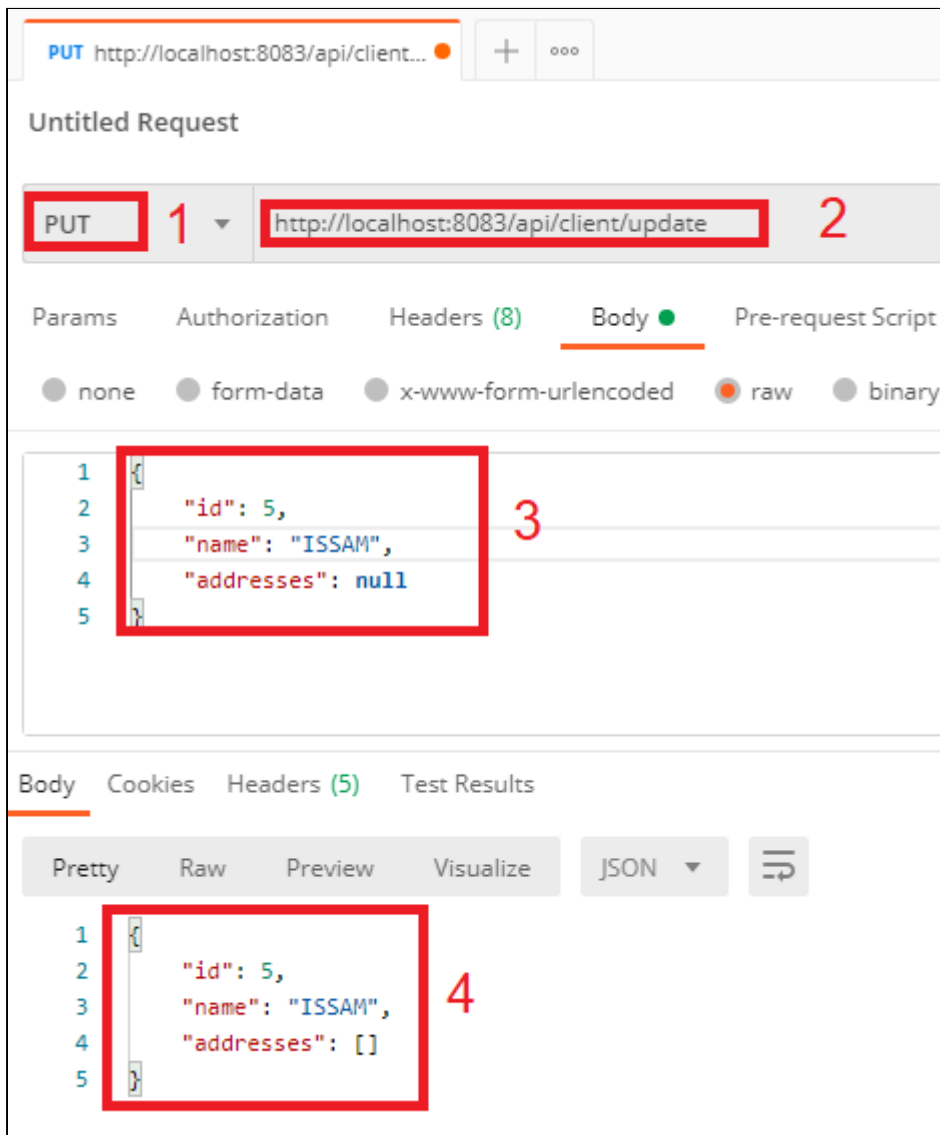 PUT http://localhost:8083/api/client... + ooo
Untitled Request
PUT 1 http://localhost:8083/api/client/update 2
Params Authorization Headers (8) Body Pre-request Script
none form-data x-www-form-urlencoded raw binary
1 {
2 "id": 5,
3 "name": "ISSAM",
4 "addresses": null
5 }
3
Body Cookies Headers (5) Test Results
Pretty Raw Preview Visualize JSON
1 {
2 "id": 5,
3 "name": "ISSAM",
4 "addresses": []
5 }
4